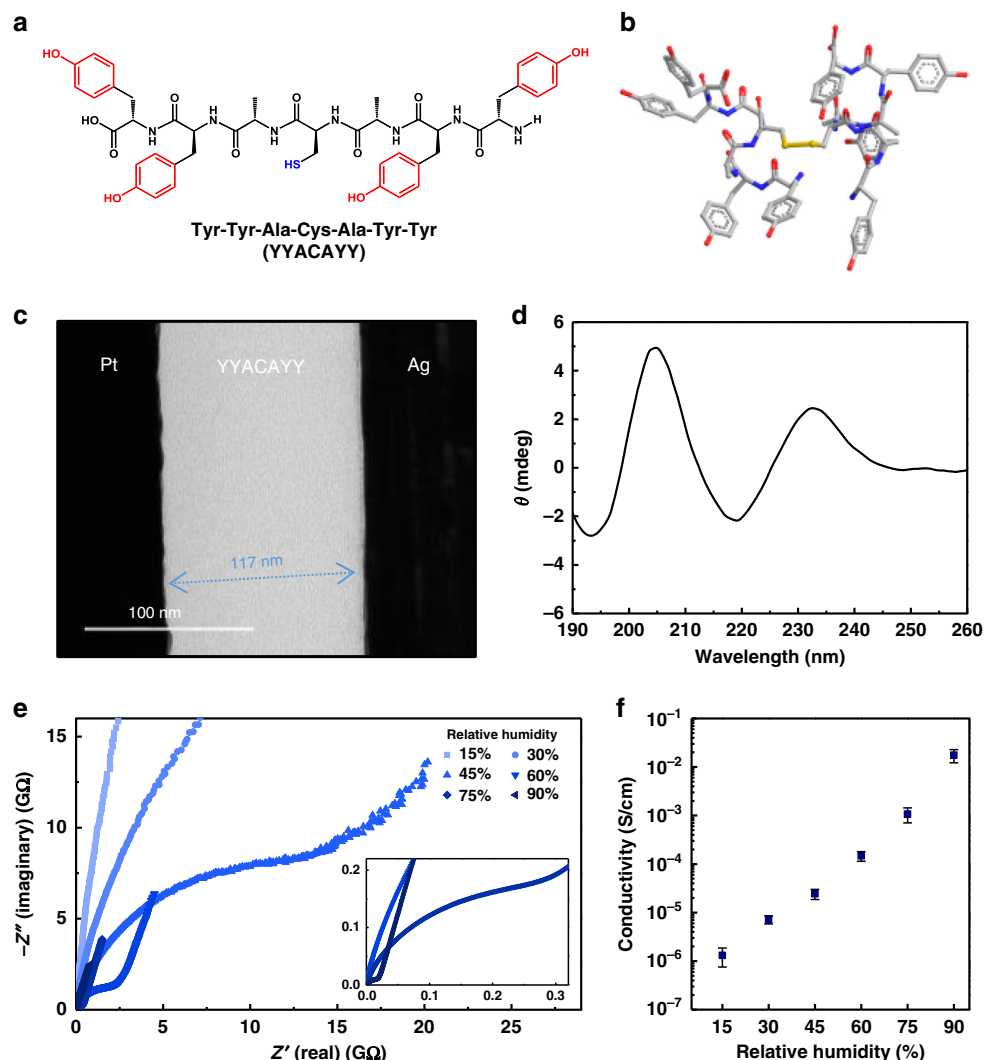 a
HO
OH
O
H
N
O
H
N
O
H
N
HO
N
H
O
N
H
O
N
H
O
N
H
HS
HO
HO
Tyr-Tyr-Ala-Cys-Ala-Tyr-Tyr
(YYACAYY)
b
c
Pt
YYACAYY
Ag
117 nm
100 nm
d
θ (mdeg)
6
4
2
0
−2
−4
−6
190 200 210 220 230 240 250 260
Wavelength (nm)
e
−Z″ (imaginary) (GΩ)
15
10
5
0
0 5 10 15 20 25
Z′ (real) (GΩ)
Relative humidity
15% 30%
45% 60%
75% 90%
0.2
0.1
0.0
0.0 0.1 0.2 0.3
f
Conductivity (S/cm)
10⁻¹
10⁻²
10⁻³
10⁻⁴
10⁻⁵
10⁻⁶
10⁻⁷
15 30 45 60 75 90
Relative humidity (%)